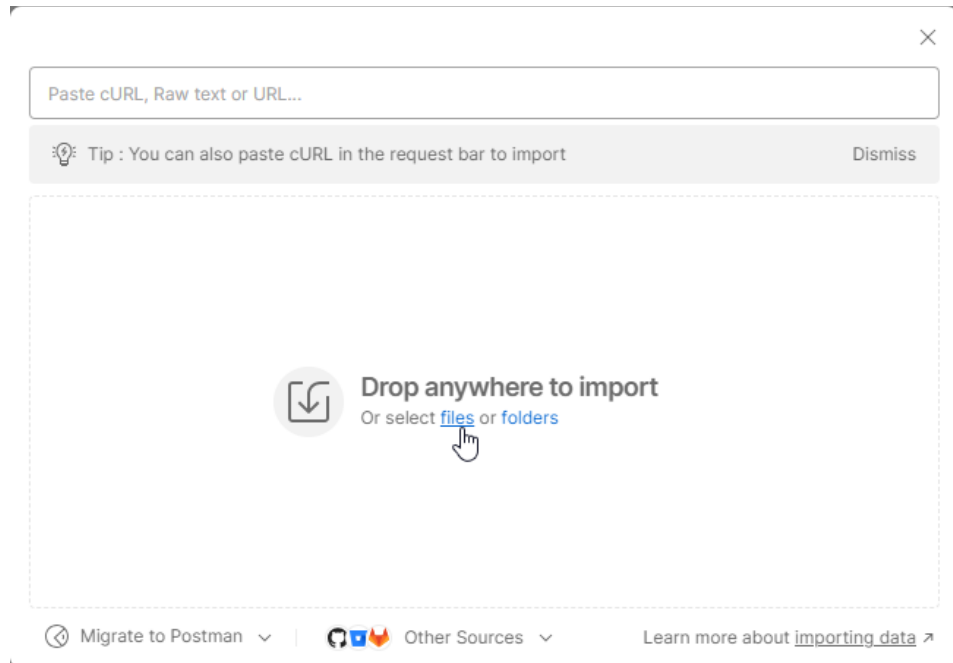 Paste cURL, Raw text or URL...
Tip : You can also paste cURL in the request bar to import Dismiss
Drop anywhere to import
Or select files or folders
Migrate to Postman Other Sources Learn more about importing data ↗